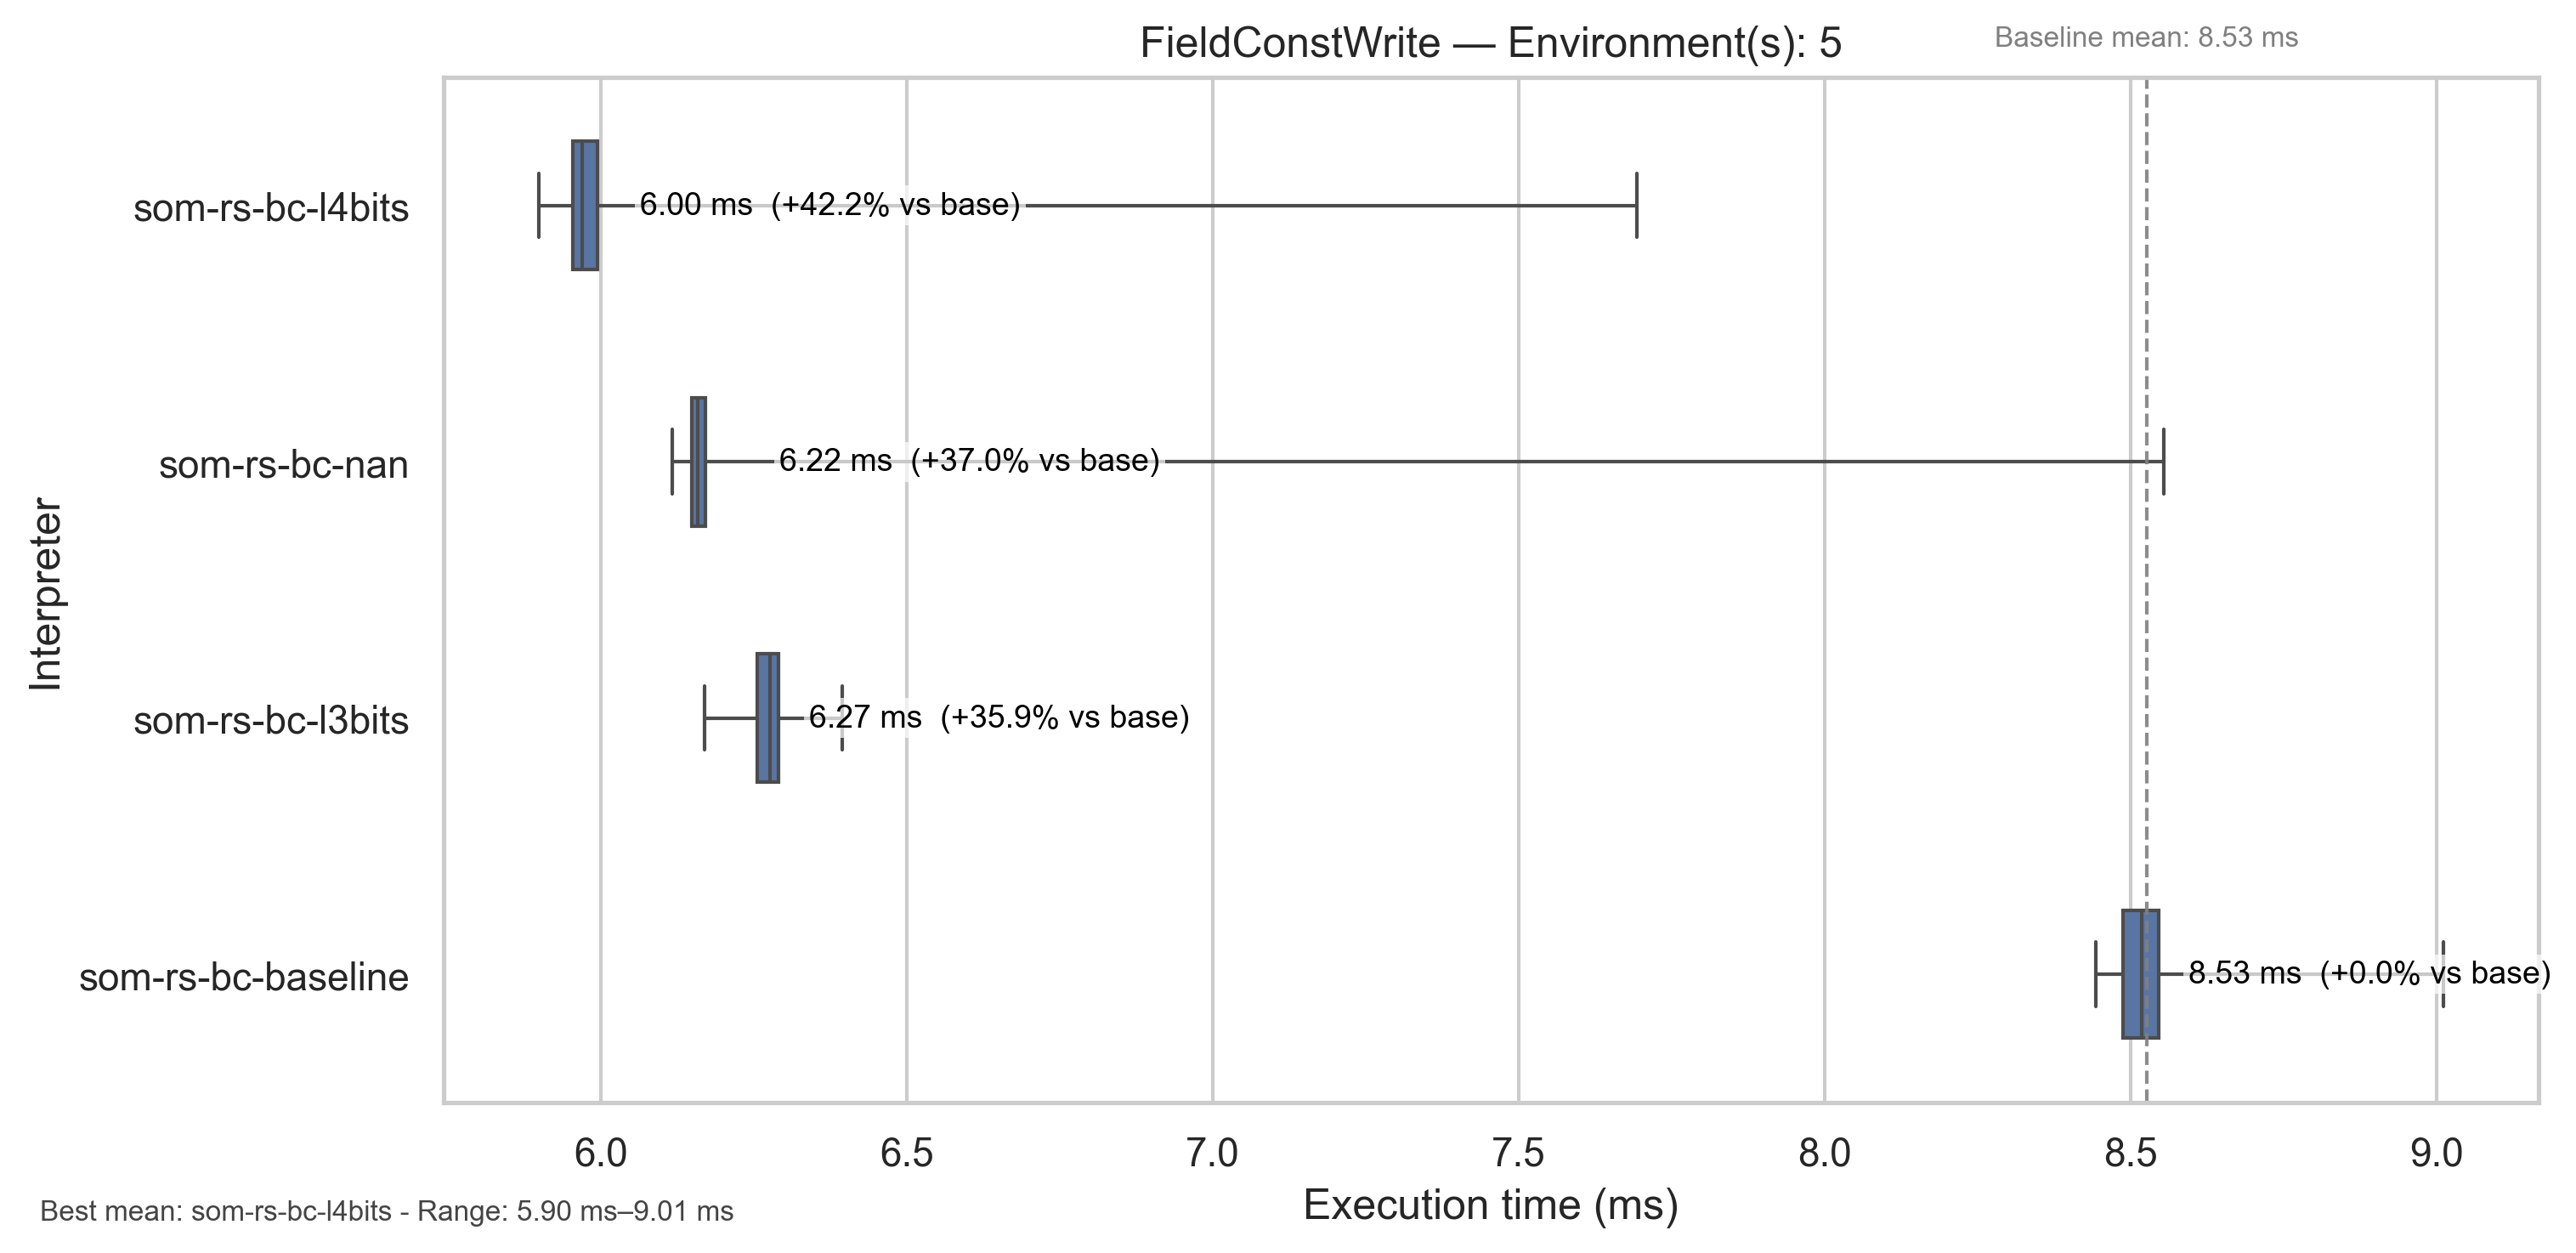 FieldConstWrite — Environment(s): 5
Baseline mean: 8.53 ms
som-rs-bc-l4bits
6.00 ms  (+42.2% vs base)
som-rs-bc-nan
6.22 ms  (+37.0% vs base)
Interpreter
som-rs-bc-l3bits
6.27 ms  (+35.9% vs base)
som-rs-bc-baseline
8.53 ms  (+0.0% vs base)
6.0 6.5 7.0 7.5 8.0 8.5 9.0
Execution time (ms)
Best mean: som-rs-bc-l4bits - Range: 5.90 ms–9.01 ms